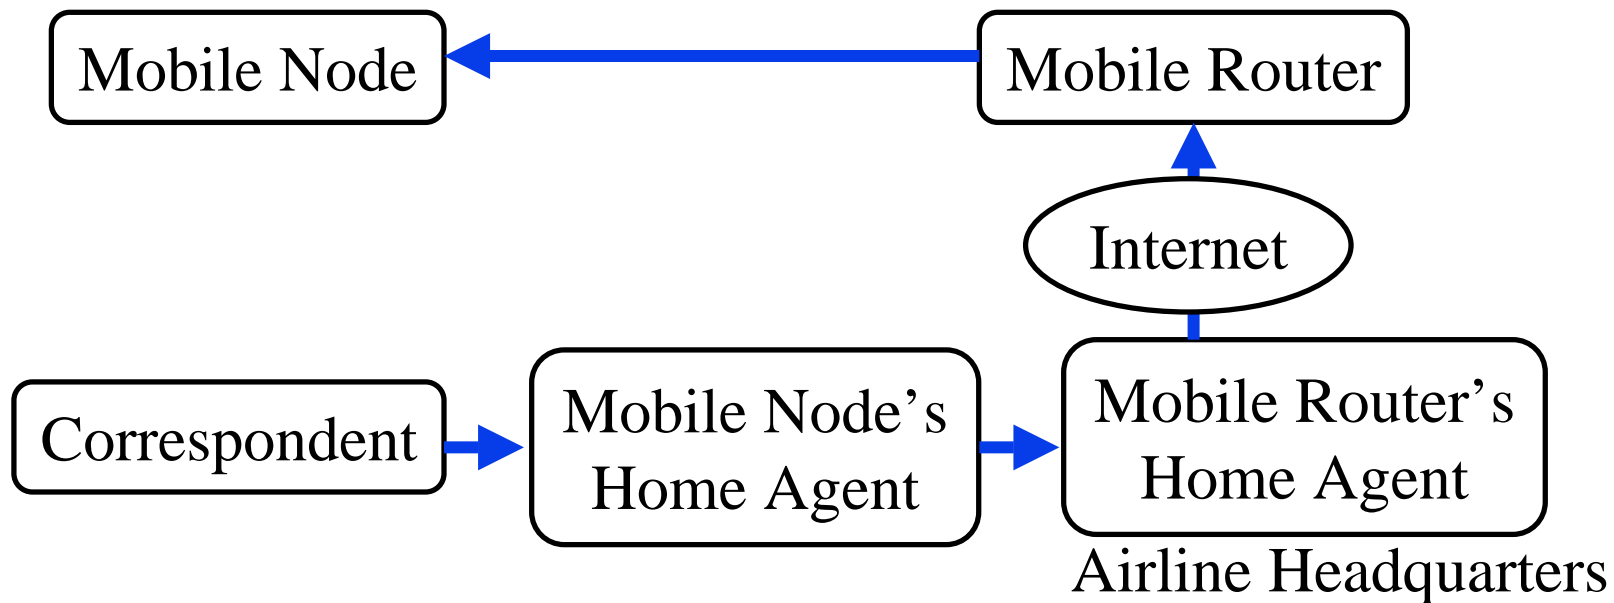 Mobile Node
Mobile Router
Internet
Correspondent
Mobile Node’s
Home Agent
Mobile Router’s
Home Agent
Airline Headquarters